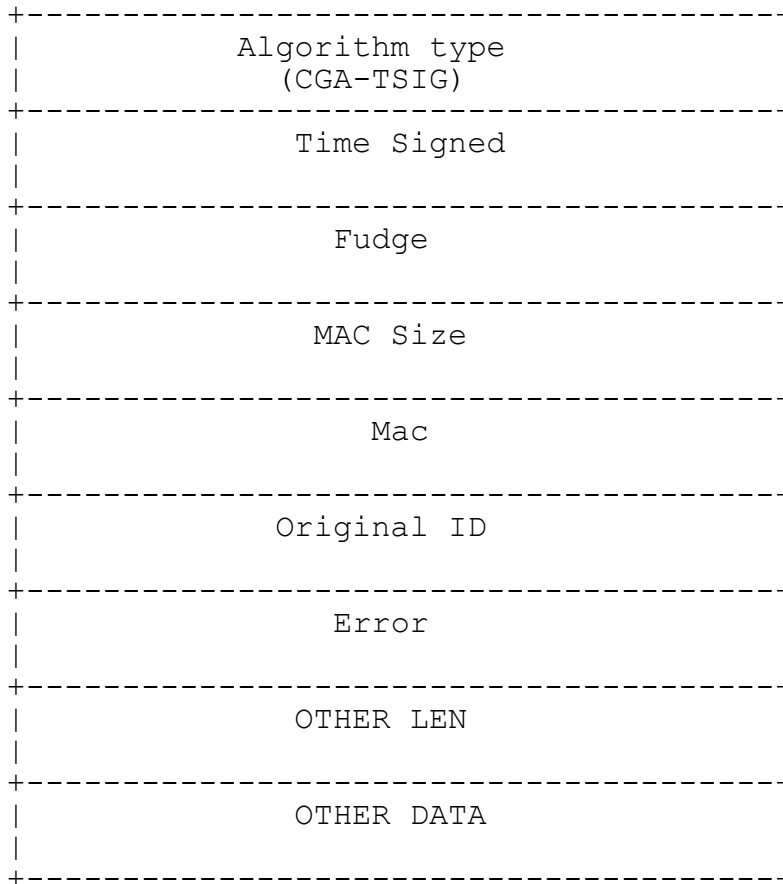 Algorithm type
(CGA-TSIG)
Time Signed
Fudge
MAC Size
Mac
Original ID
Error
OTHER LEN
OTHER DATA